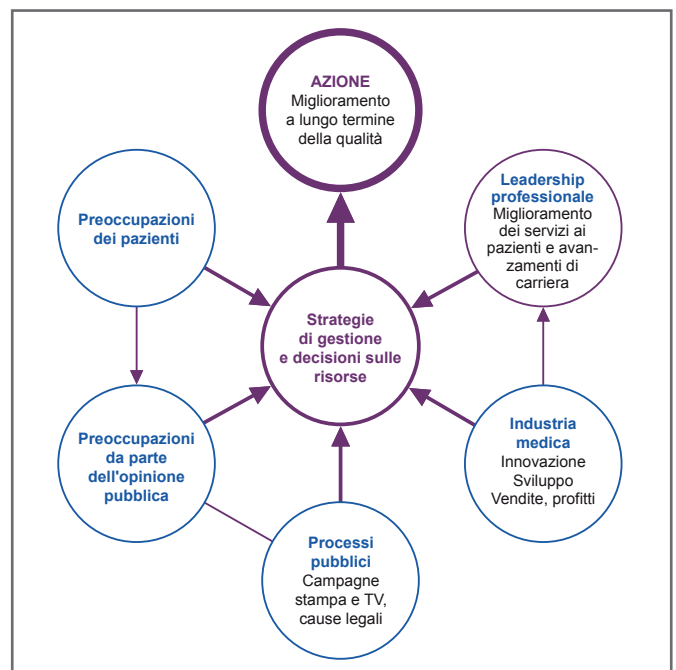 AZIONE
Miglioramento
a lungo termine
della qualità
Preoccupazioni
dei pazienti
Leadership
professionale
Miglioramento
dei servizi ai
pazienti e avan-
zamenti di
carriera
Strategie
di gestione
e decisioni sulle
risorse
Preoccupazioni
da parte
dell'opinione
pubblica
Industria
medica
Innovazione
Sviluppo
Vendite, profitti
Processi
pubblici
Campagne
stampa e TV,
cause legali